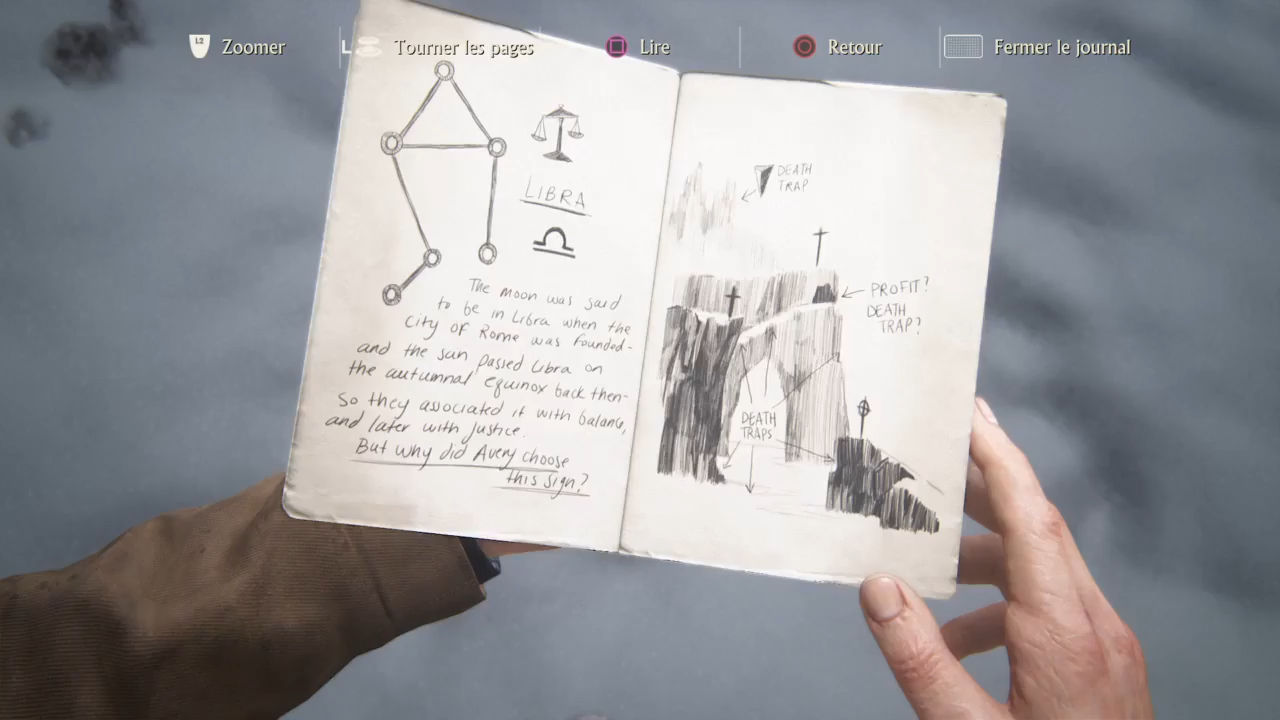 L2 Zoomer
L Tourner les pages
Lire
Retour
Fermer le journal
LIBRA
The moon was said
to be in Libra when the
City of Rome was founded-
and the sun passed Libra on
the autumnal equinox back then-
So they associated it with balance,
and later with justice.
But why did Avery choose
this sign?
DEATH
TRAP
PROFIT?
DEATH
TRAP?
DEATH
TRAPS